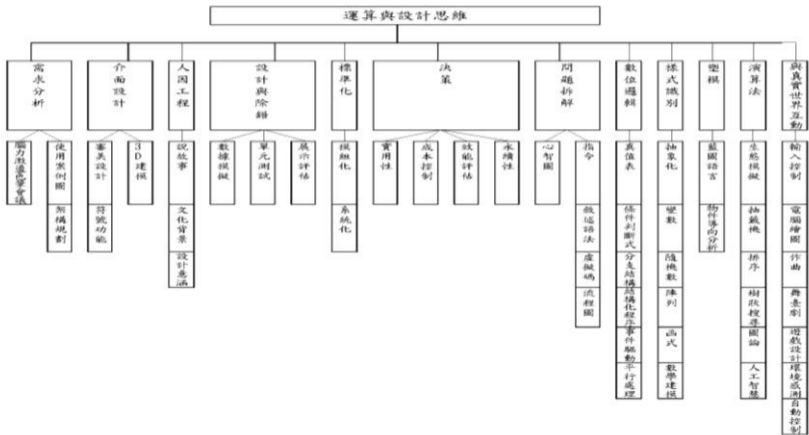 運算與設計思維
需求分析
介面設計
人因工程
設計與除錯
標準化
決策
問題拆解
數位邏輯
樣式識別
塑模
演算法
與真實世界互動
腦力激盪
使用案例圖
架構規劃
審美設計
符號功能
3D建模
說故事
文化背景
設計意涵
數據模擬
單元測試
展示評估
模組化
系統化
實用性
成本控制
效能評估
永續性
心智圖
指令
敘述語法
虛擬碼
流程圖
真值表
條件判斷式
分支結構
結構化程序
事件驅動
平行處理
抽象化
變數
隨機數
陣列
函式
數學建模
藍圖語言
物件導向分析
生態模擬
抽籤機
排序
樹狀搜尋
圖論
人工智慧
輸入控制
電腦繪圖
作曲
舞臺劇
遊戲設計
環境感測
自動控制